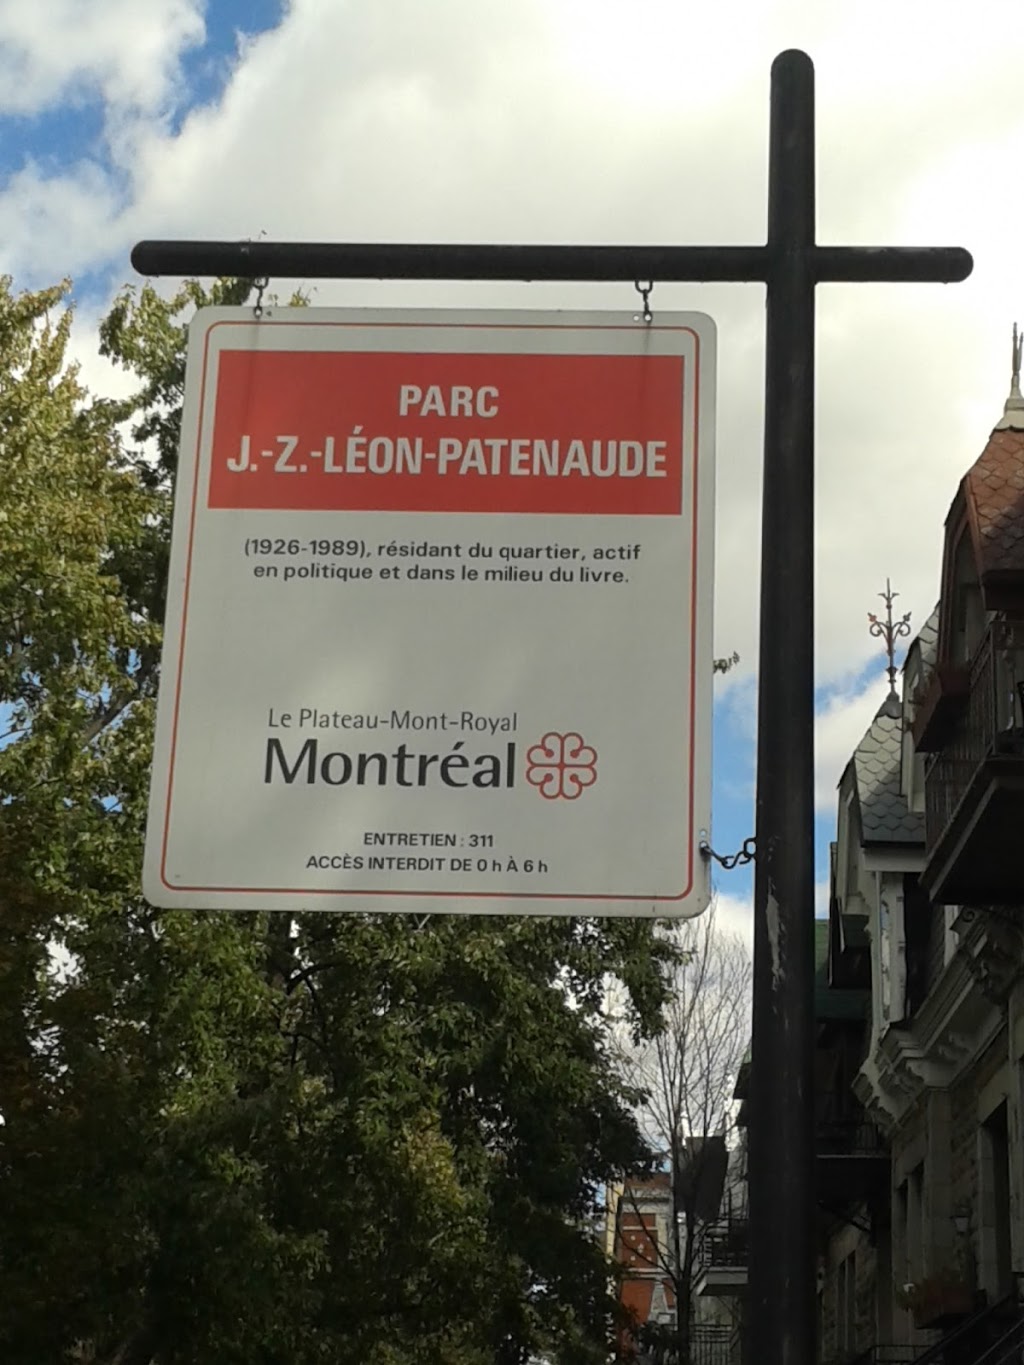 PARC
J.-Z.-LÉON-PATENAUDE
(1926-1989), résidant du quartier, actif
en politique et dans le milieu du livre.
Le Plateau-Mont-Royal
Montréal
ENTRETIEN : 311
ACCÈS INTERDIT DE 0 h À 6 h